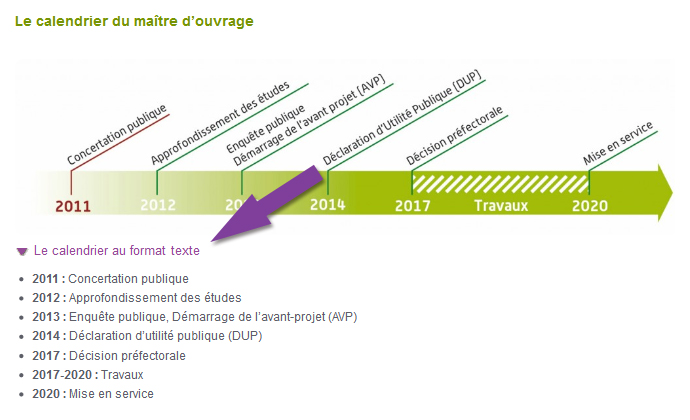 Le calendrier du maître d'ouvrage
Concertation publique
Approfondissement des études
Enquête publique
Démarrage de l'avant projet (AVP)
Déclaration d'Utilité Publique (DUP)
Décision préfectorale
Mise en service
2011
2012
2014
2017
Travaux
2020
Le calendrier au format texte
• 2011 : Concertation publique
• 2012 : Approfondissement des études
• 2013 : Enquête publique, Démarrage de l'avant-projet (AVP)
• 2014 : Déclaration d'utilité publique (DUP)
• 2017 : Décision préfectorale
• 2017-2020 : Travaux
• 2020 : Mise en service